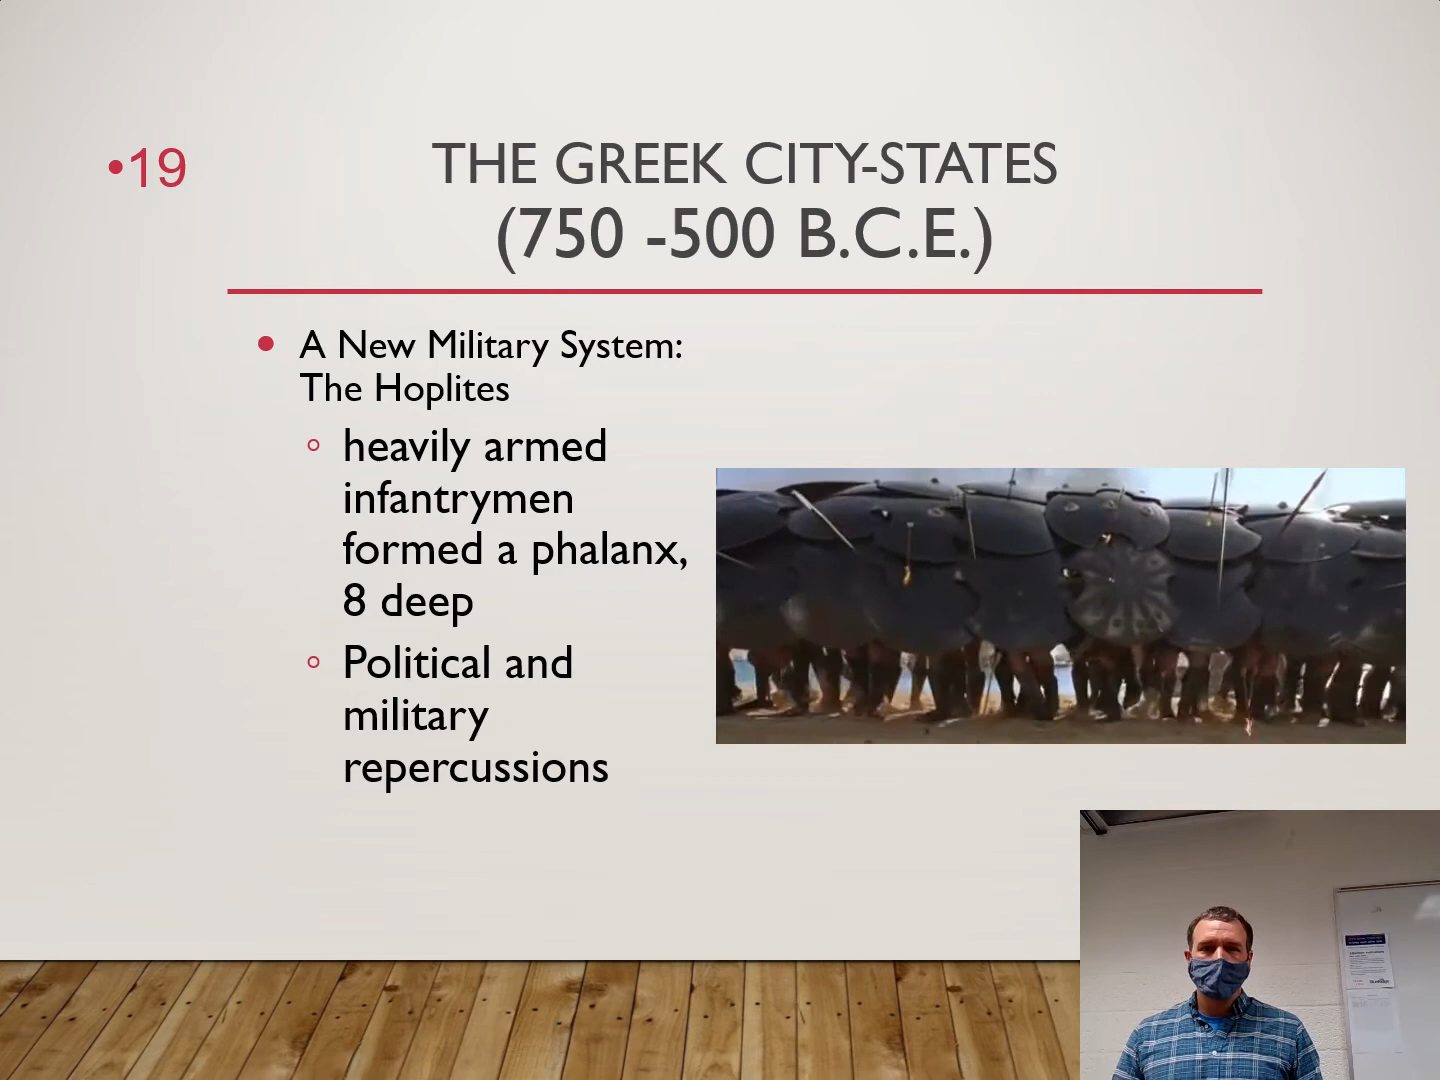 •19
THE GREEK CITY-STATES
(750 -500 B.C.E.)
A New Military System:
The Hoplites
heavily armed
infantrymen
formed a phalanx,
8 deep
Political and
military
repercussions